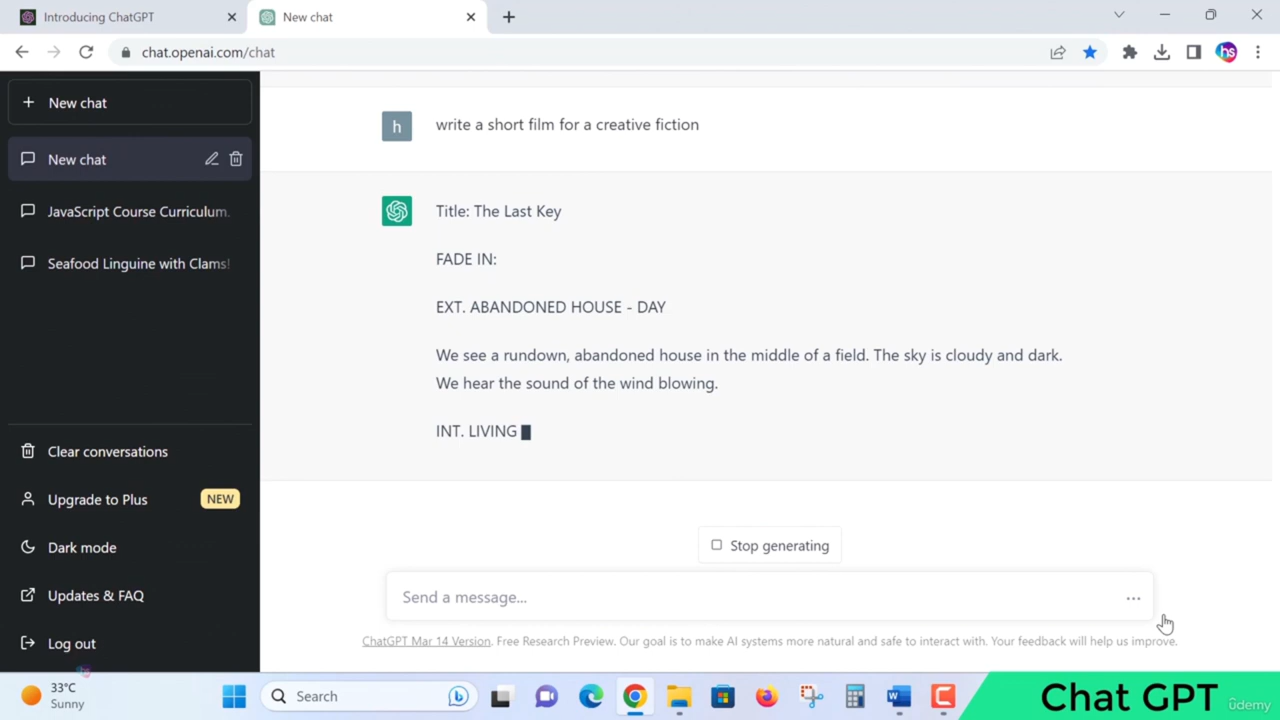 Introducing ChatGPT
New chat
chat.openai.com/chat
hs
New chat
New chat
JavaScript Course Curriculum.
Seafood Linguine with Clams!
Clear conversations
Upgrade to Plus NEW
Dark mode
Updates & FAQ
Log out
h write a short film for a creative fiction
Title: The Last Key
FADE IN:
EXT. ABANDONED HOUSE - DAY
We see a rundown, abandoned house in the middle of a field. The sky is cloudy and dark.
We hear the sound of the wind blowing.
INT. LIVING
Stop generating
Send a message...
ChatGPT Mar 14 Version. Free Research Preview. Our goal is to make AI systems more natural and safe to interact with. Your feedback will help us improve.
33°C
Sunny
Search
Chat GPT
ûdemy